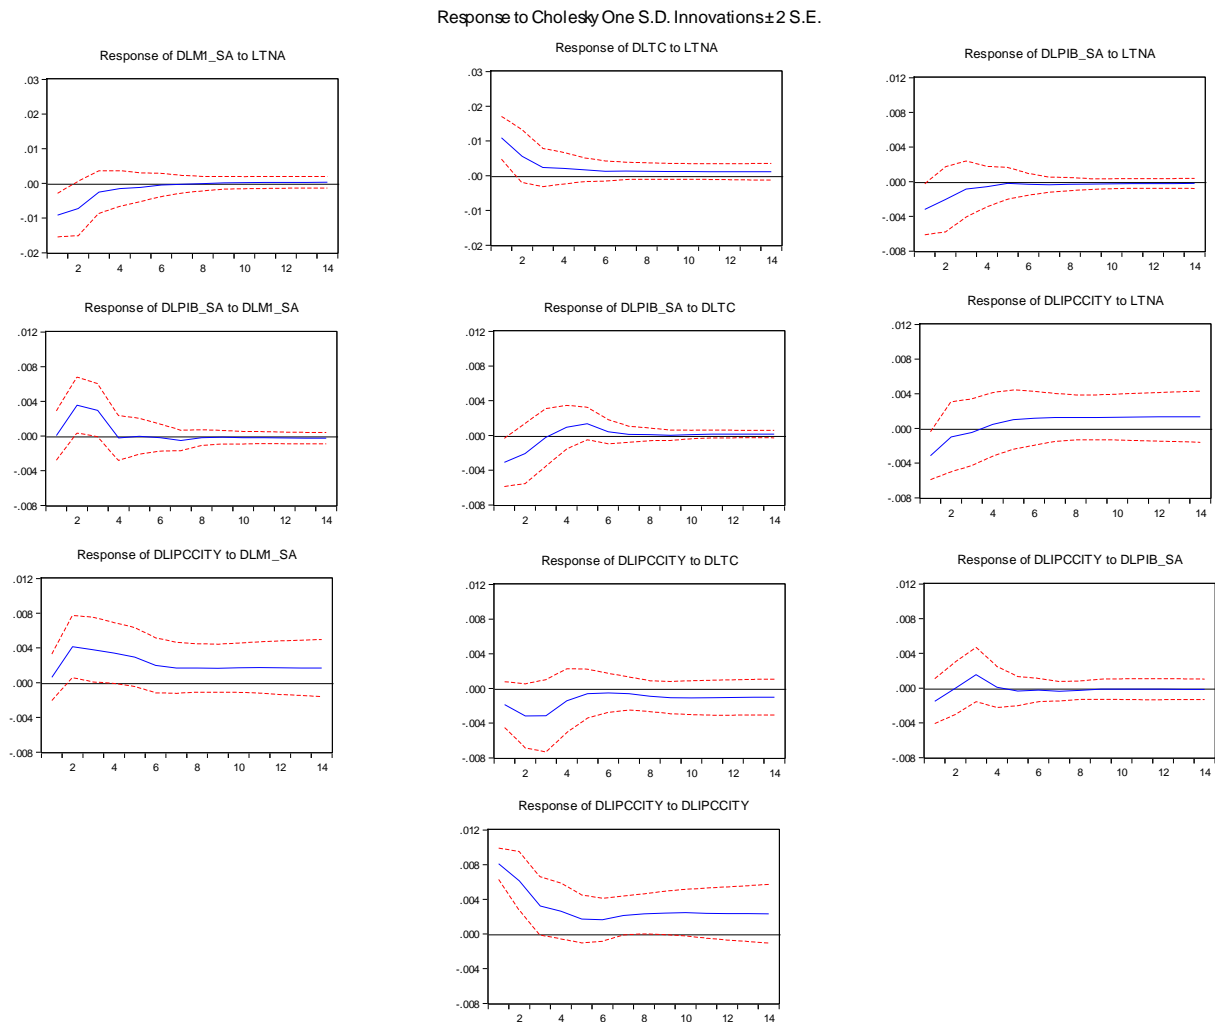 Response to Cholesky One S.D. Innovations ± 2 S.E.
Response of DLM1_SA to LTNA
.03
.02
.01
.00
-.01
-.02
2 4 6 8 10 12 14
Response of DLTC to LTNA
.03
.02
.01
.00
-.01
-.02
2 4 6 8 10 12 14
Response of DLPIB_SA to LTNA
.012
.008
.004
.000
-.004
-.008
2 4 6 8 10 12 14
Response of DLPIB_SA to DLM1_SA
.012
.008
.004
.000
-.004
-.008
2 4 6 8 10 12 14
Response of DLPIB_SA to DLTC
.012
.008
.004
.000
-.004
-.008
2 4 6 8 10 12 14
Response of DLIPCCITY to LTNA
.012
.008
.004
.000
-.004
-.008
2 4 6 8 10 12 14
Response of DLIPCCITY to DLM1_SA
.012
.008
.004
.000
-.004
-.008
2 4 6 8 10 12 14
Response of DLIPCCITY to DLTC
.012
.008
.004
.000
-.004
-.008
2 4 6 8 10 12 14
Response of DLIPCCITY to DLPIB_SA
.012
.008
.004
.000
-.004
-.008
2 4 6 8 10 12 14
Response of DLIPCCITY to DLIPCCITY
.012
.008
.004
.000
-.004
-.008
2 4 6 8 10 12 14